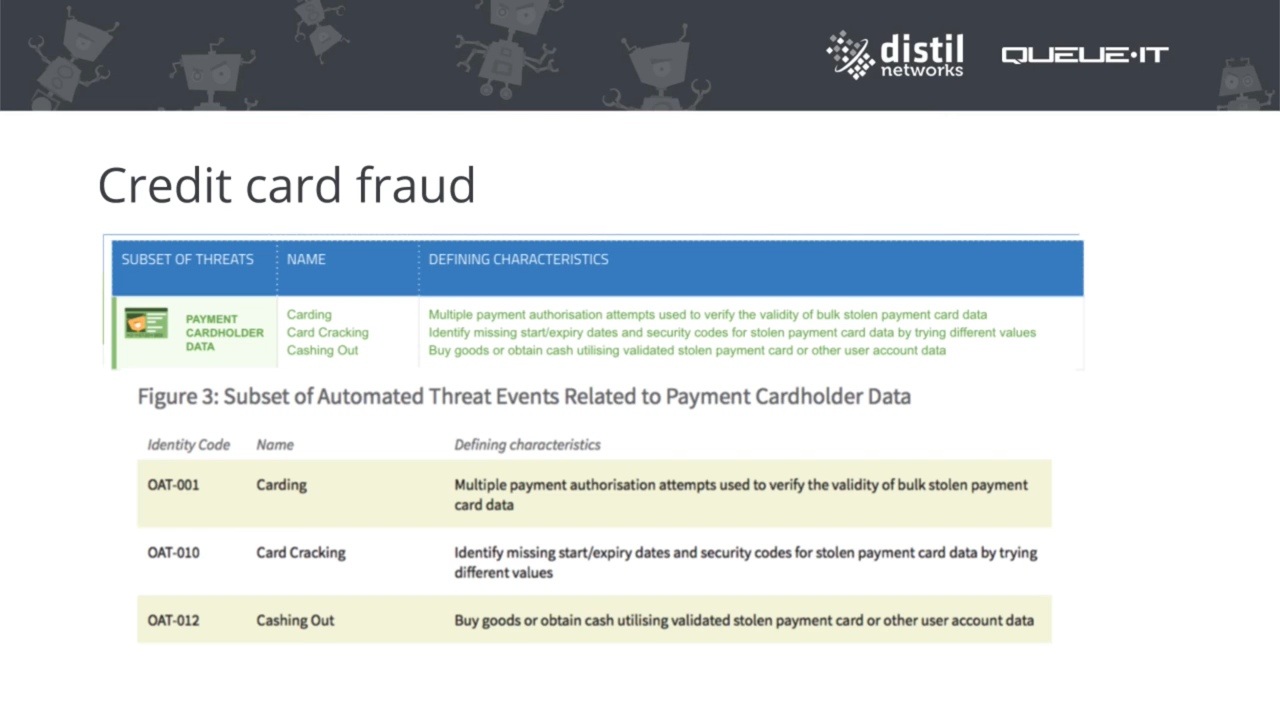 distil
networks
QUEUE·IT
Credit card fraud
SUBSET OF THREATS NAME DEFINING CHARACTERISTICS
PAYMENT
CARDHOLDER
DATA
Carding Multiple payment authorisation attempts used to verify the validity of bulk stolen payment card data
Card Cracking Identify missing start/expiry dates and security codes for stolen payment card data by trying different values
Cashing Out Buy goods or obtain cash utilising validated stolen payment card or other user account data
Figure 3: Subset of Automated Threat Events Related to Payment Cardholder Data
Identity Code Name Defining characteristics
OAT-001 Carding Multiple payment authorisation attempts used to verify the validity of bulk stolen payment
card data
OAT-010 Card Cracking Identify missing start/expiry dates and security codes for stolen payment card data by trying
different values
OAT-012 Cashing Out Buy goods or obtain cash utilising validated stolen payment card or other user account data